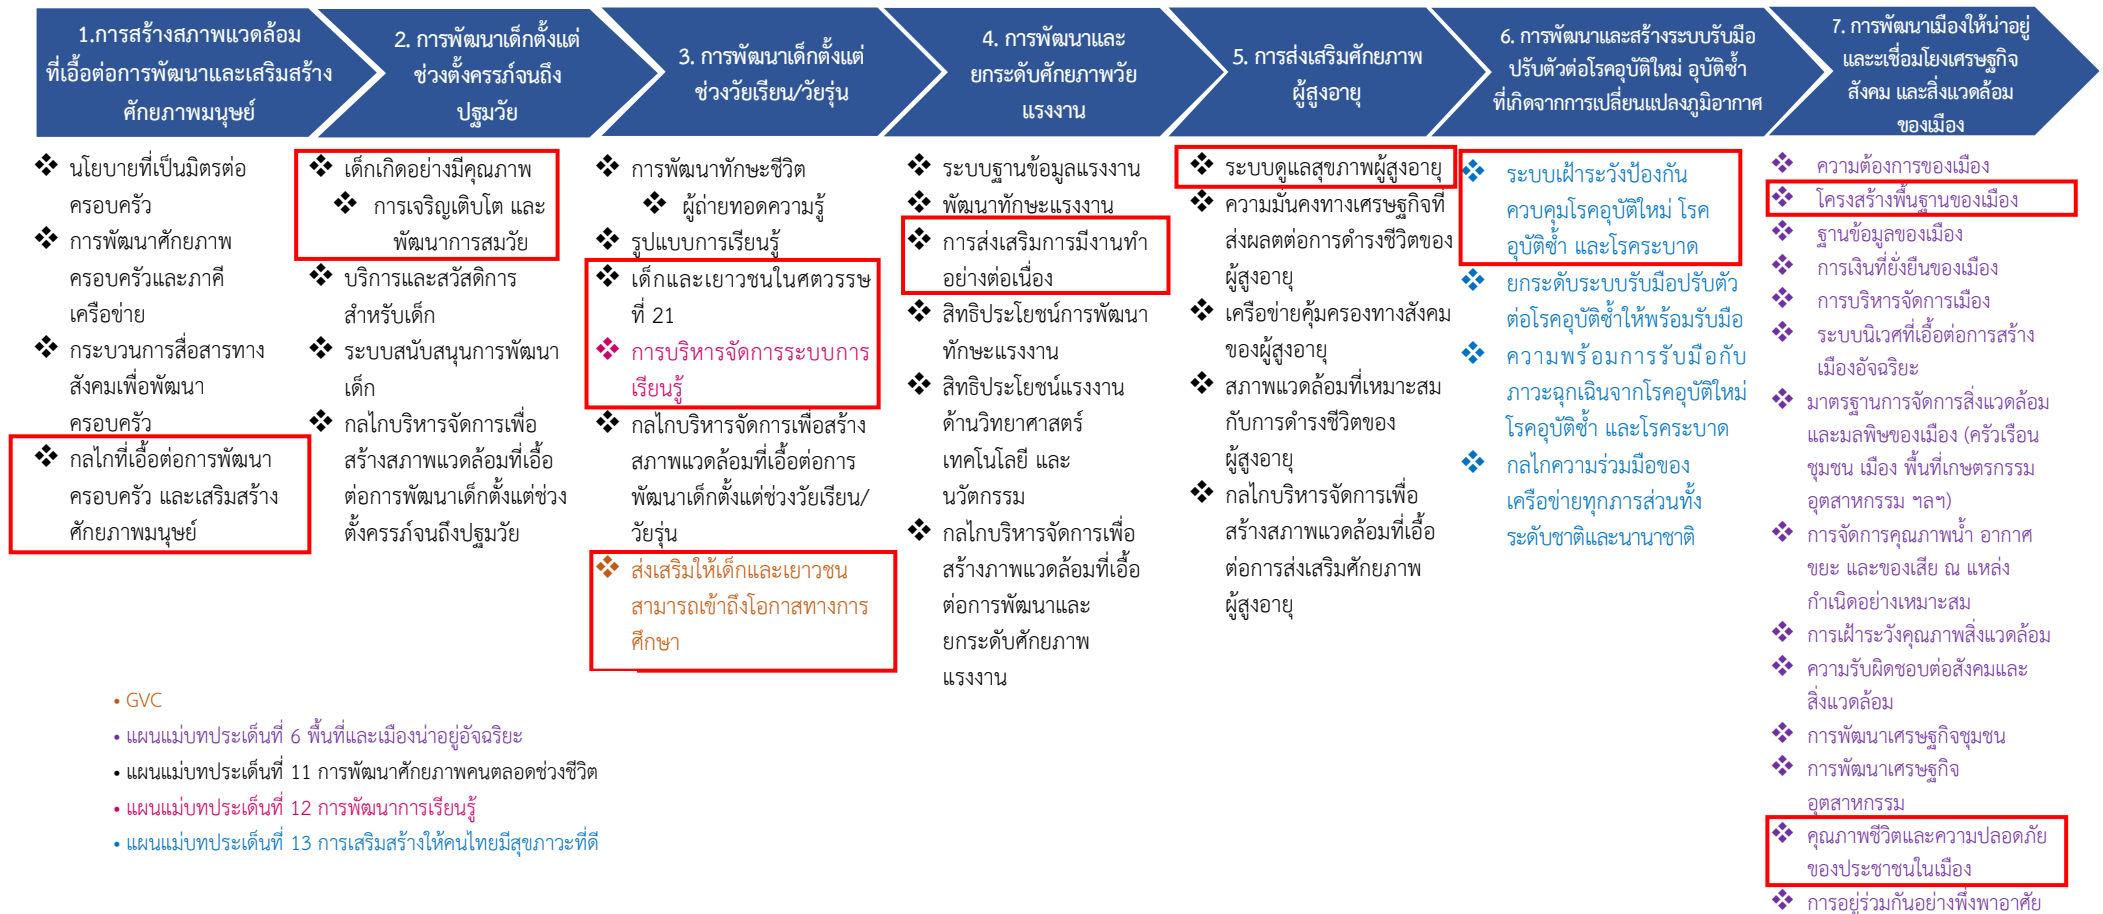 1.การสร้างสภาพแวดล้อม
ที่เอื้อต่อการพัฒนาและเสริมสร้าง
ศักยภาพมนุษย์
2. การพัฒนาเด็กตั้งแต่
ช่วงตั้งครรภ์จนถึง
ปฐมวัย
3. การพัฒนาเด็กตั้งแต่
ช่วงวัยเรียน/วัยรุ่น
4. การพัฒนาและ
ยกระดับศักยภาพวัย
แรงงาน
5. การส่งเสริมศักยภาพ
ผู้สูงอายุ
6. การพัฒนาและสร้างระบบรับมือ
ปรับตัวต่อโรคอุบัติใหม่ อุบัติซ้ำ
ที่เกิดจากการเปลี่ยนแปลงภูมิอากาศ
7. การพัฒนาเมืองให้น่าอยู่
และะเชื่อมโยงเศรษฐกิจ
สังคม และสิ่งแวดล้อม
ของเมือง
❖ นโยบายที่เป็นมิตรต่อ
ครอบครัว
❖ การพัฒนาศักยภาพ
ครอบครัวและภาคี
เครือข่าย
❖ กระบวนการสื่อสารทาง
สังคมเพื่อพัฒนา
ครอบครัว
❖ กลไกที่เอื้อต่อการพัฒนา
ครอบครัว และเสริมสร้าง
ศักยภาพมนุษย์
❖ เด็กเกิดอย่างมีคุณภาพ
❖ การเจริญเติบโต และ
พัฒนาการสมวัย
❖ บริการและสวัสดิการ
สำหรับเด็ก
❖ ระบบสนับสนุนการพัฒนา
เด็ก
❖ กลไกบริหารจัดการเพื่อ
สร้างสภาพแวดล้อมที่เอื้อ
ต่อการพัฒนาเด็กตั้งแต่ช่วง
ตั้งครรภ์จนถึงปฐมวัย
❖ การพัฒนาทักษะชีวิต
❖ ผู้ถ่ายทอดความรู้
❖ รูปแบบการเรียนรู้
❖ เด็กและเยาวชนในศตวรรษ
ที่ 21
❖ การบริหารจัดการระบบการ
เรียนรู้
❖ กลไกบริหารจัดการเพื่อสร้าง
สภาพแวดล้อมที่เอื้อต่อการ
พัฒนาเด็กตั้งแต่ช่วงวัยเรียน/
วัยรุ่น
❖ ส่งเสริมให้เด็กและเยาวชน
สามารถเข้าถึงโอกาสทางการ
ศึกษา
❖ ระบบฐานข้อมูลแรงงาน
❖ พัฒนาทักษะแรงงาน
❖ การส่งเสริมการมีงานทำ
อย่างต่อเนื่อง
❖ สิทธิประโยชน์การพัฒนา
ทักษะแรงงาน
❖ สิทธิประโยชน์แรงงาน
ด้านวิทยาศาสตร์
เทคโนโลยี และ
นวัตกรรม
❖ กลไกบริหารจัดการเพื่อ
สร้างภาพแวดล้อมที่เอื้อ
ต่อการพัฒนาและ
ยกระดับศักยภาพ
แรงงาน
❖ ระบบดูแลสุขภาพผู้สูงอายุ
❖ ความมั่นคงทางเศรษฐกิจที่
ส่งผลตต่อการดำรงชีวิตของ
ผู้สูงอายุ
❖ เครือข่ายคุ้มครองทางสังคม
ของผู้สูงอายุ
❖ สภาพแวดล้อมที่เหมาะสม
กับการดำรงชีวิตของ
ผู้สูงอายุ
❖ กลไกบริหารจัดการเพื่อ
สร้างสภาพแวดล้อมที่เอื้อ
ต่อการส่งเสริมศักยภาพ
ผู้สูงอายุ
❖ ระบบเฝ้าระวังป้องกัน
ควบคุมโรคอุบัติใหม่ โรค
อุบัติซ้ำ และโรคระบาด
❖ ยกระดับระบบรับมือปรับตัว
ต่อโรคอุบัติซ้ำให้พร้อมรับมือ
❖ ความพร้อมการรับมือกับ
ภาวะฉุกเฉินจากโรคอุบัติใหม่
โรคอุบัติซ้ำ และโรคระบาด
❖ กลไกความร่วมมือของ
เครือข่ายทุกภาระส่วนทั้ง
ระดับชาติและนานาชาติ
❖ ความต้องการของเมือง
❖ โครงสร้างพื้นฐานของเมือง
❖ ฐานข้อมูลของเมือง
❖ การเงินที่ยั่งยืนของเมือง
❖ การบริหารจัดการเมือง
❖ ระบบนิเวศที่เอื้อต่อการสร้าง
เมืองอัจฉริยะ
❖ มาตรฐานการจัดการสิ่งแวดล้อม
และมลพิษของเมือง (ครัวเรือน
ชุมชน เมือง พื้นที่เกษตรกรรม
อุตสาหกรรม ฯลฯ)
❖ การจัดการคุณภาพน้ำ อากาศ
ขยะ และของเสีย ณ แหล่ง
กำเนิดอย่างเหมาะสม
❖ การเฝ้าระวังคุณภาพสิ่งแวดล้อม
❖ ความรับผิดชอบต่อสังคมและ
สิ่งแวดล้อม
❖ การพัฒนาเศรษฐกิจชุมชน
❖ การพัฒนาเศรษฐกิจ
อุตสาหกรรม
❖ คุณภาพชีวิตและความปลอดภัย
ของประชาชนในเมือง
❖ การอยู่ร่วมกันอย่างพึ่งพาอาศัย
• GVC
• แผนแม่บทประเด็นที่ 6 พื้นที่และเมืองน่าอยู่อัจฉริยะ
• แผนแม่บทประเด็นที่ 11 การพัฒนาศักยภาพคนตลอดช่วงชีวิต
• แผนแม่บทประเด็นที่ 12 การพัฒนาการเรียนรู้
• แผนแม่บทประเด็นที่ 13 การเสริมสร้างให้คนไทยมีสุขภาวะที่ดี